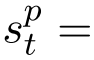 s_t^p =